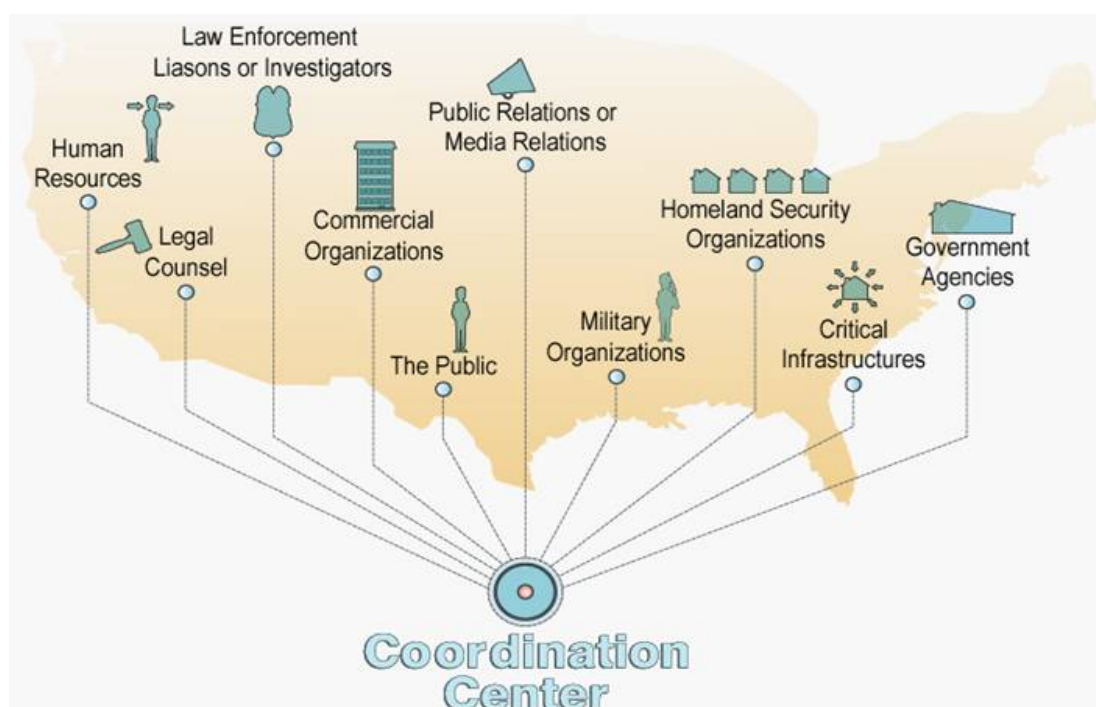 Law Enforcement
Liasons or Investigators
Public Relations or
Media Relations
Human
Resources
Legal
Counsel
Commercial
Organizations
Homeland Security
Organizations
Government
Agencies
The Public
Military
Organizations
Critical
Infrastructures
Coordination
Center